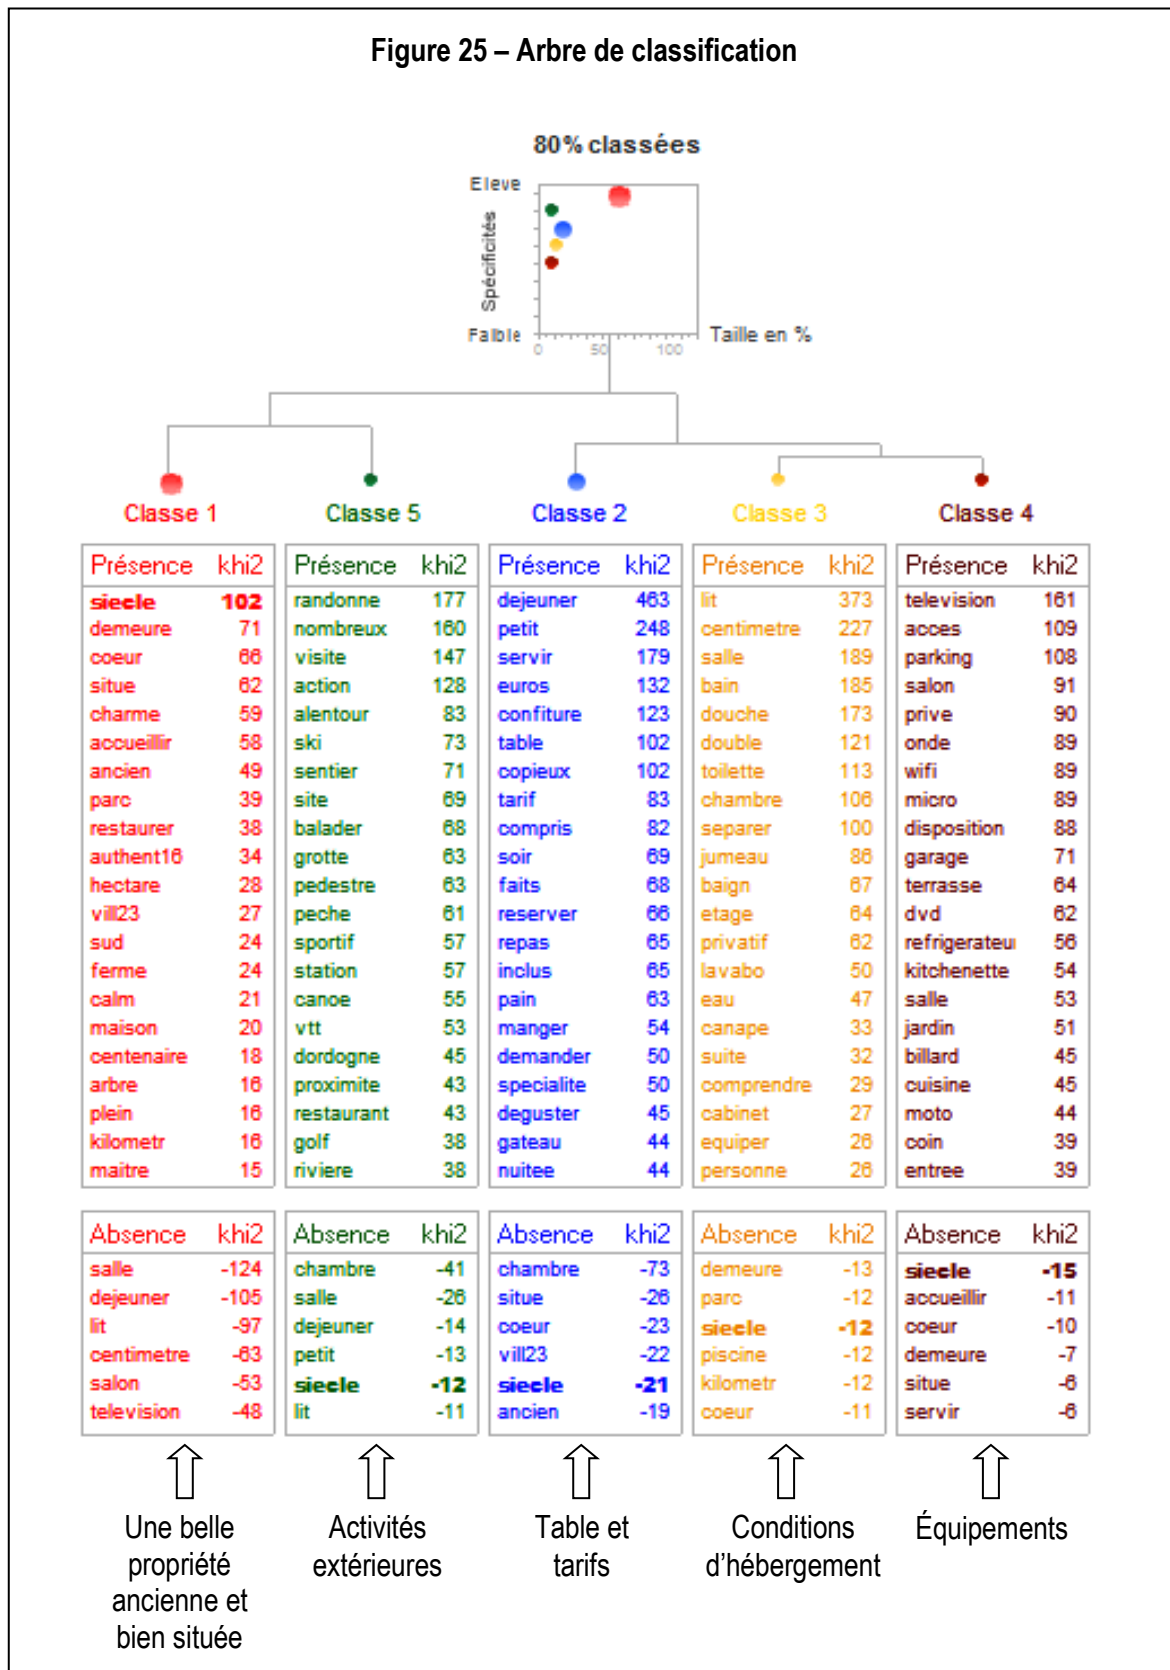 Figure 25 – Arbre de classification
80% classées
Eleve
Spécificités
Faible
Taille en %
0 50 100
Classe 1 Classe 5 Classe 2 Classe 3 Classe 4
Présence khi2 Présence khi2 Présence khi2 Présence khi2 Présence khi2
siecle 102 randonne 177 dejeuner 463 lit 373 television 161
demeure 71 nombreux 160 petit 248 centimetre 227 acces 109
coeur 66 visite 147 servir 179 salle 189 parking 108
situe 62 action 128 euros 132 bain 185 salon 91
charme 59 alentour 83 confiture 123 douche 173 prive 90
accueillir 58 ski 73 table 102 double 121 onde 89
ancien 49 sentier 71 copieux 102 toilette 113 wifi 89
parc 39 site 69 tarif 83 chambre 106 micro 89
restaurer 38 balader 68 compris 82 separer 100 disposition 88
authent16 34 grotte 63 soir 69 jumeau 86 garage 71
hectare 28 pedestre 63 faits 68 baign 67 terrasse 64
vill23 27 peche 61 reserver 66 etage 64 dvd 62
sud 24 sportif 57 repas 65 privatif 62 refrigerateu 56
ferme 24 station 57 inclus 65 lavabo 50 kitchenette 54
calm 21 canoe 55 pain 63 eau 47 salle 53
maison 20 vtt 53 manger 54 canape 33 jardin 51
centenaire 18 dordogne 45 demander 50 suite 32 billard 45
arbre 16 proximite 43 specialite 50 comprendre 29 cuisine 45
plein 16 restaurant 43 deguster 45 cabinet 27 moto 44
kilometr 16 golf 38 gateau 44 equiper 26 coin 39
maitre 15 riviere 38 nuitee 44 personne 26 entree 39
Absence khi2 Absence khi2 Absence khi2 Absence khi2 Absence khi2
salle -124 chambre -41 chambre -73 demeure -13 siecle -15
dejeuner -105 salle -26 situe -26 parc -12 accueillir -11
lit -97 dejeuner -14 coeur -23 siecle -12 coeur -10
centimetre -63 petit -13 vill23 -22 piscine -12 demeure -7
salon -53 siecle -12 siecle -21 kilometr -12 situe -6
television -48 lit -11 ancien -19 coeur -11 servir -6
Une belle
propriété
ancienne et
bien située
Activités
extérieures
Table et
tarifs
Conditions
d'hébergement
Équipements